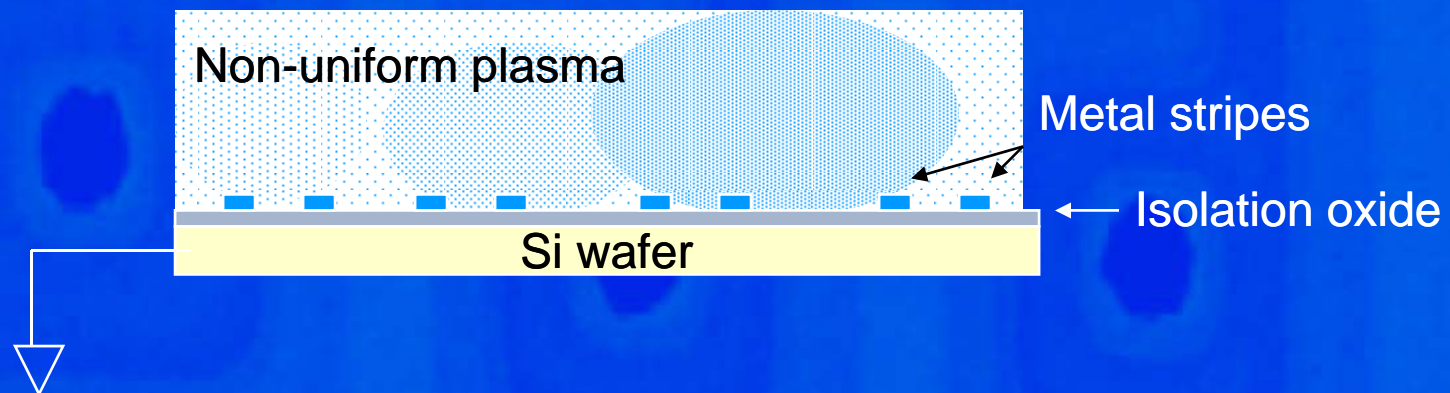 Non-uniform plasma
Metal stripes
Isolation oxide
Si wafer